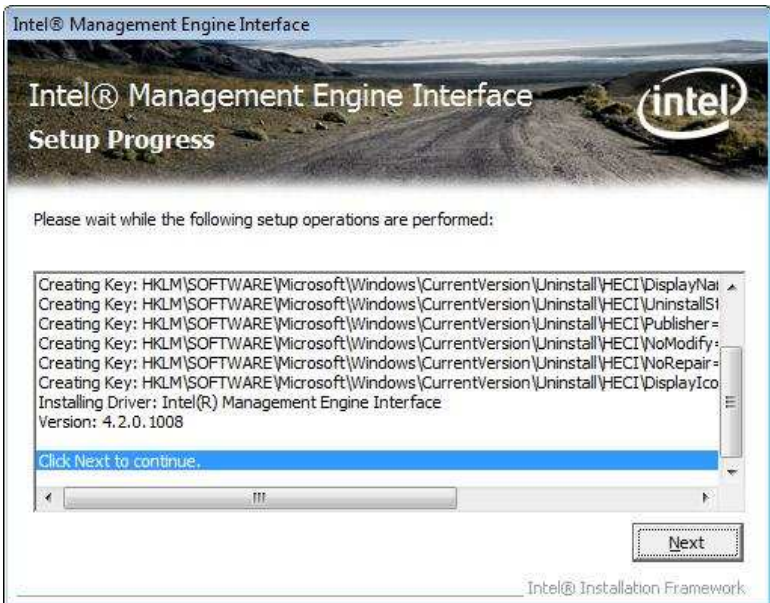 Intel® Management Engine Interface
Intel® Management Engine Interface
intel
Setup Progress
Please wait while the following setup operations are performed:
Creating Key: HKLM\SOFTWARE\Microsoft\Windows\CurrentVersion\Uninstall\HECI\DisplayNa
Creating Key: HKLM\SOFTWARE\Microsoft\Windows\CurrentVersion\Uninstall\HECI\UninstallSt
Creating Key: HKLM\SOFTWARE\Microsoft\Windows\CurrentVersion\Uninstall\HECI\Publisher=
Creating Key: HKLM\SOFTWARE\Microsoft\Windows\CurrentVersion\Uninstall\HECI\NoModify=
Creating Key: HKLM\SOFTWARE\Microsoft\Windows\CurrentVersion\Uninstall\HECI\NoRepair=
Creating Key: HKLM\SOFTWARE\Microsoft\Windows\CurrentVersion\Uninstall\HECI\DisplayIco
Installing Driver: Intel(R) Management Engine Interface
Version: 4.2.0.1008
Click Next to continue.
Next
Intel® Installation Framework